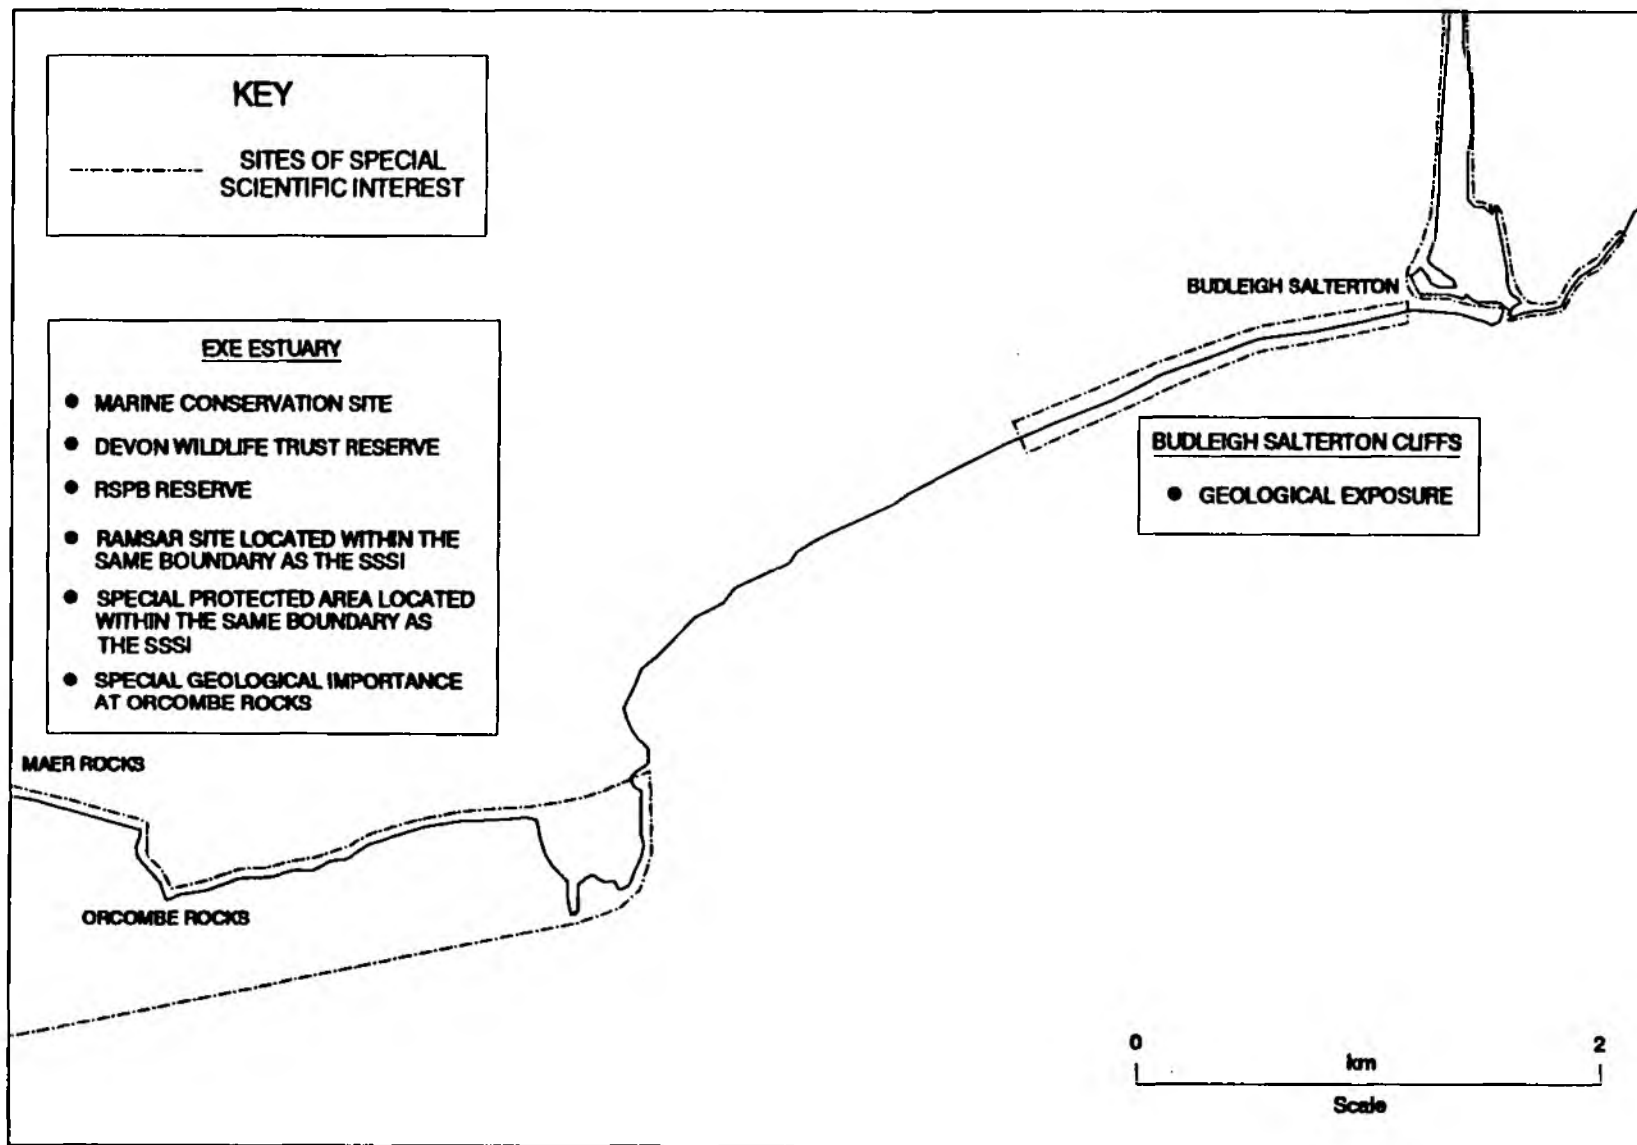 KEY
SITES OF SPECIAL
SCIENTIFIC INTEREST
EXE ESTUARY
● MARINE CONSERVATION SITE
● DEVON WILDLIFE TRUST RESERVE
● RSPB RESERVE
● RAMSAR SITE LOCATED WITHIN THE
SAME BOUNDARY AS THE SSSI
● SPECIAL PROTECTED AREA LOCATED
WITHIN THE SAME BOUNDARY AS
THE SSSI
● SPECIAL GEOLOGICAL IMPORTANCE
AT ORCOMBE ROCKS
BUDLEIGH SALTERTON
BUDLEIGH SALTERTON CLIFFS
● GEOLOGICAL EXPOSURE
MAER ROCKS
ORCOMBE ROCKS
0 2
km
Scale